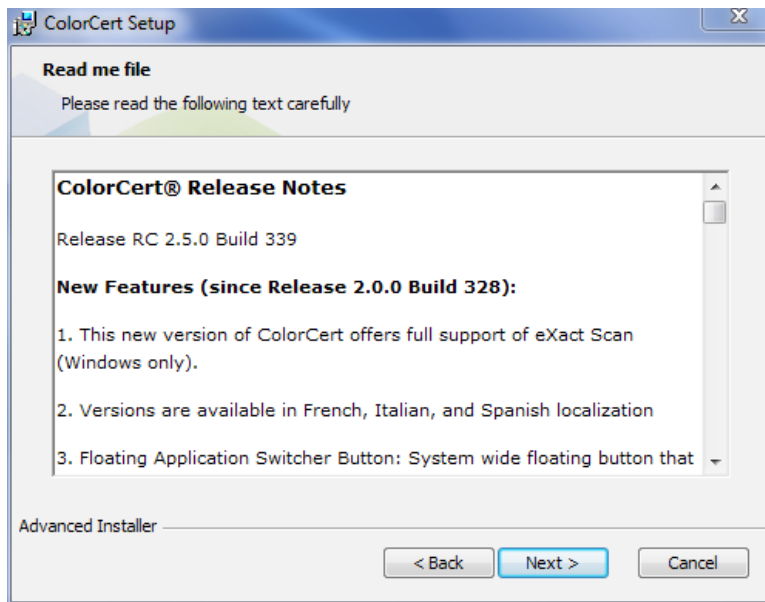 ColorCert Setup
Read me file
Please read the following text carefully
ColorCert® Release Notes
Release RC 2.5.0 Build 339
New Features (since Release 2.0.0 Build 328):
1. This new version of ColorCert offers full support of eXact Scan
(Windows only).
2. Versions are available in French, Italian, and Spanish localization
3. Floating Application Switcher Button: System wide floating button that
Advanced Installer
< Back Next > Cancel